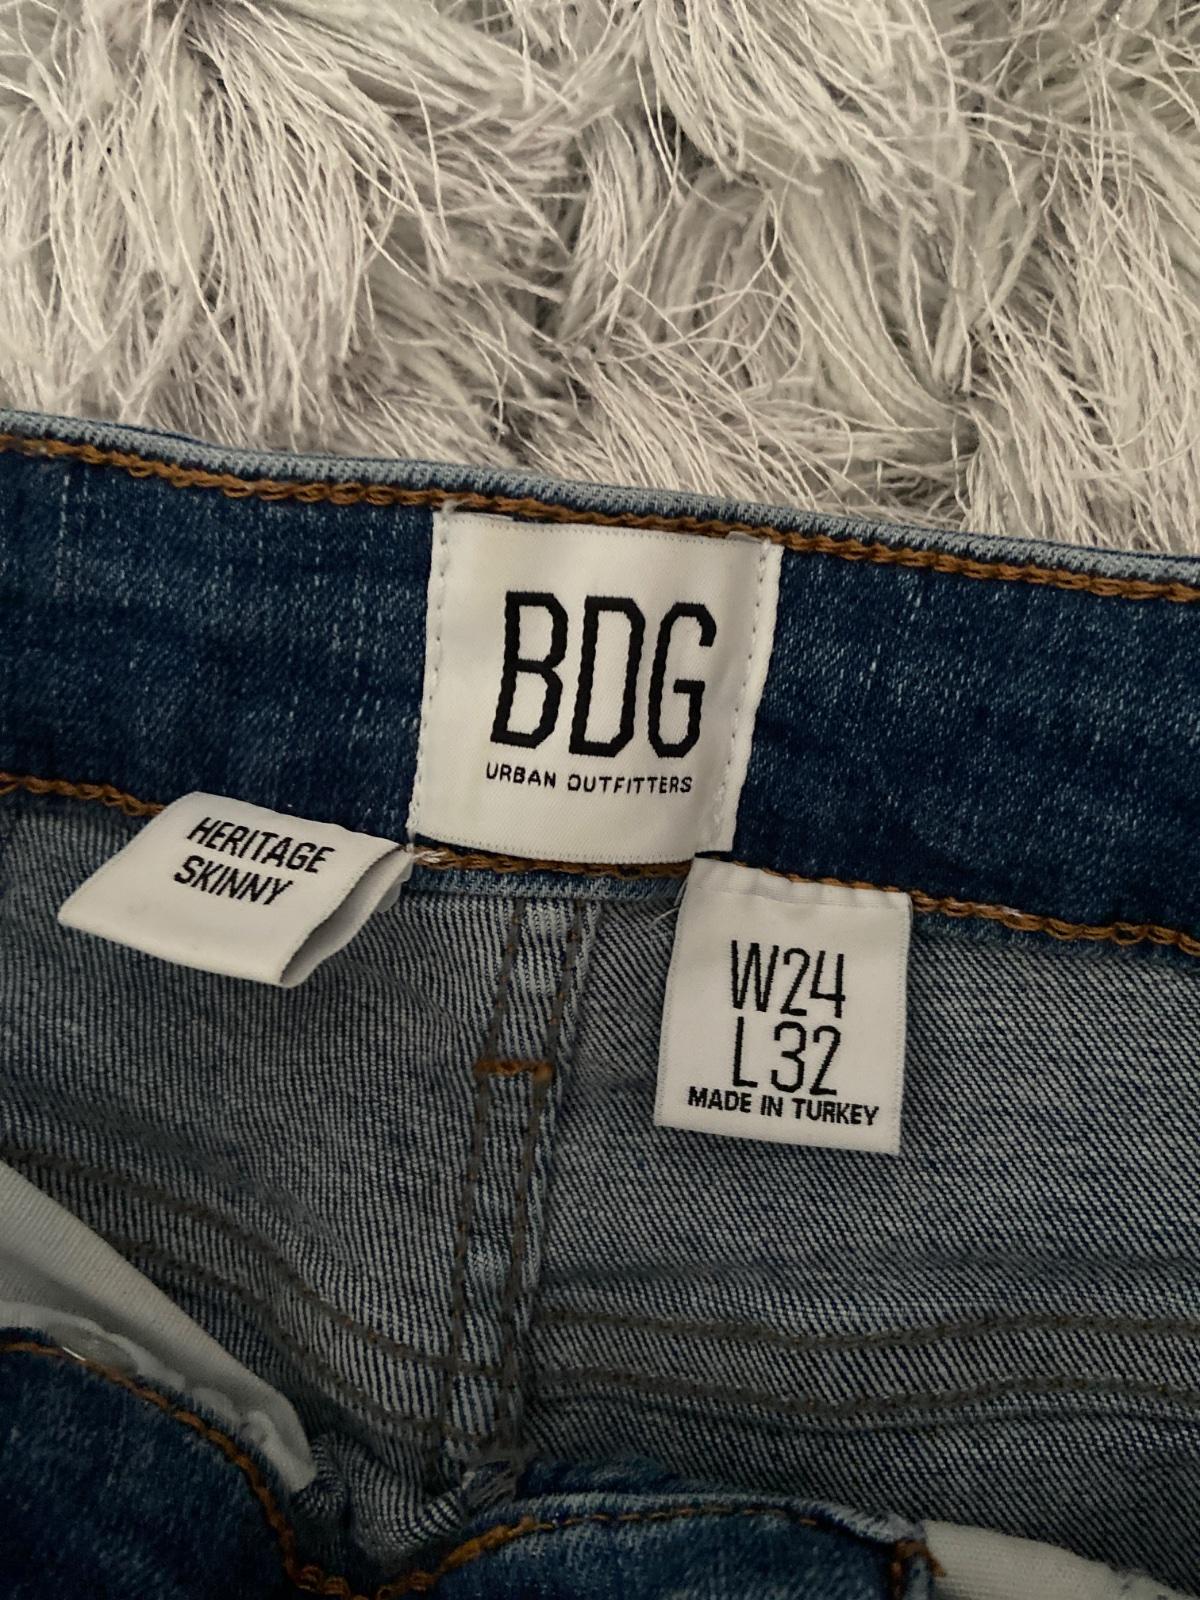 BDG
URBAN OUTFITTERS
HERITAGE
SKINNY
W24
L32
MADE IN TURKEY